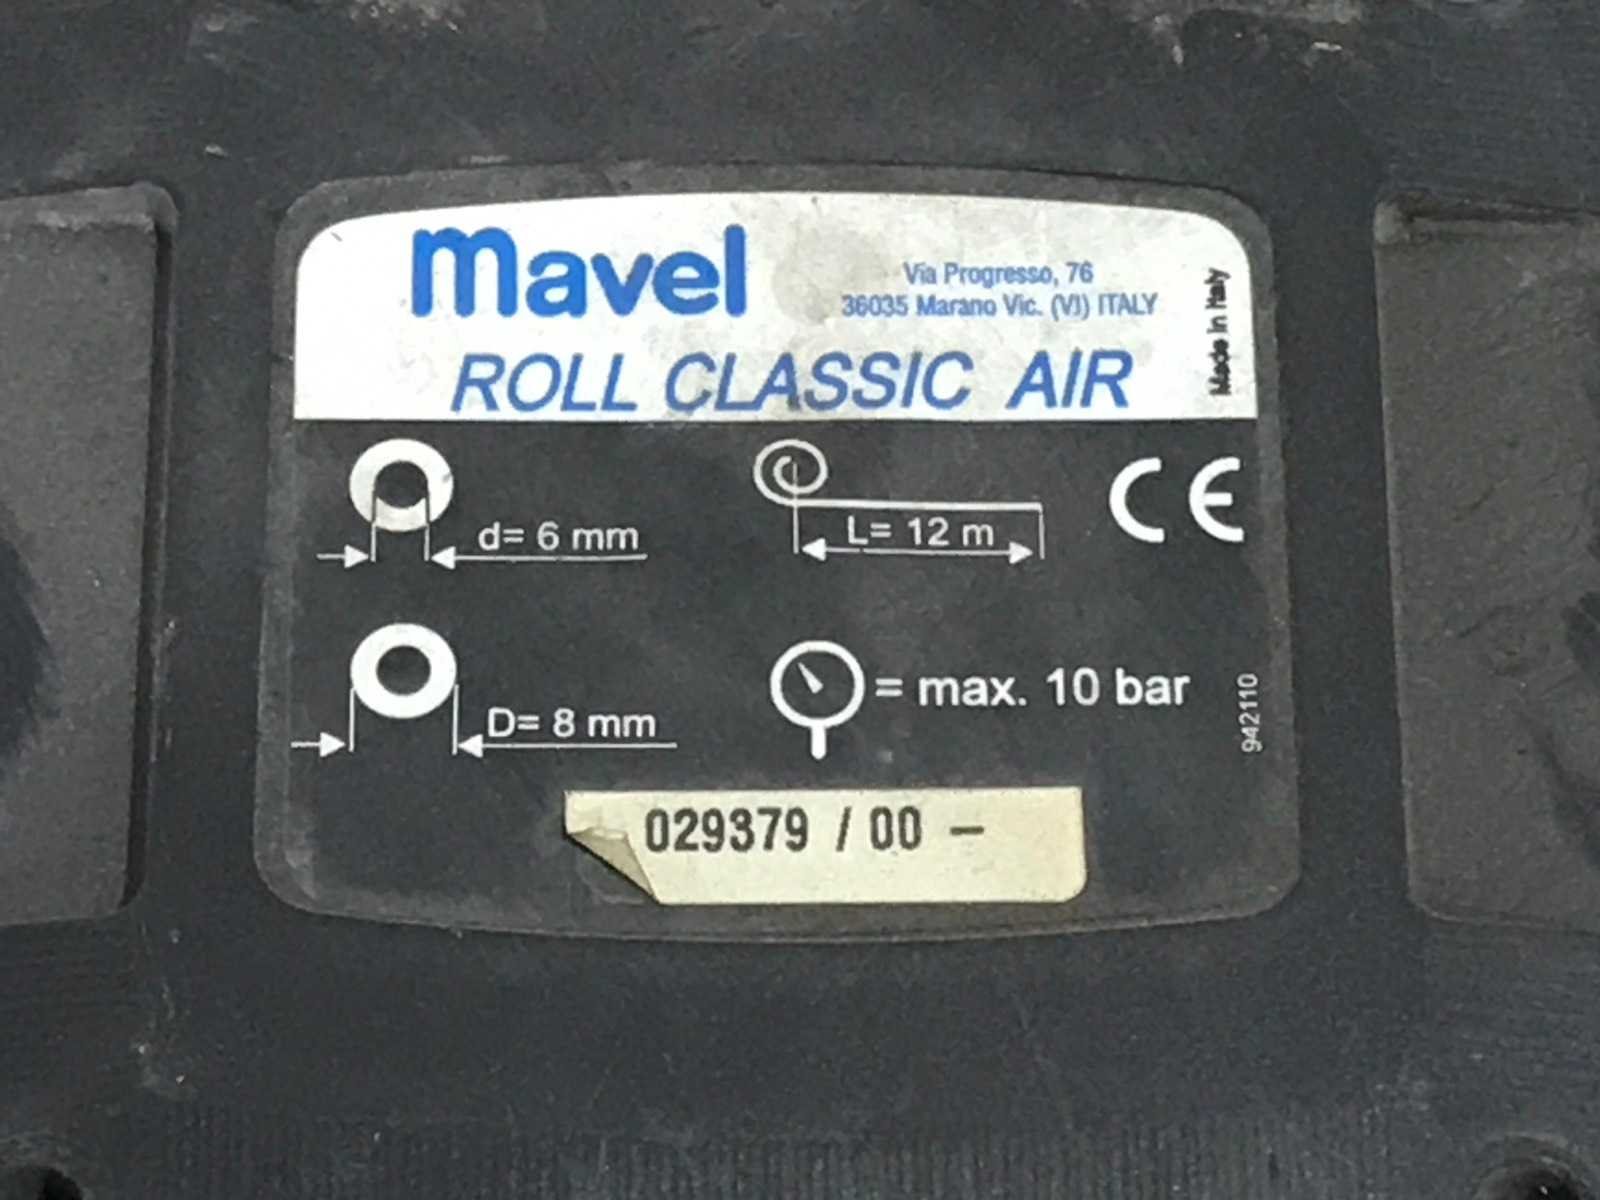 mavel
Via Progresso, 76
36035 Marano Vic. (VI) ITALY
Made in Italy
ROLL CLASSIC AIR
d= 6 mm
L= 12 m
CE
D= 8 mm
= max. 10 bar
942110
029379 / 00 –